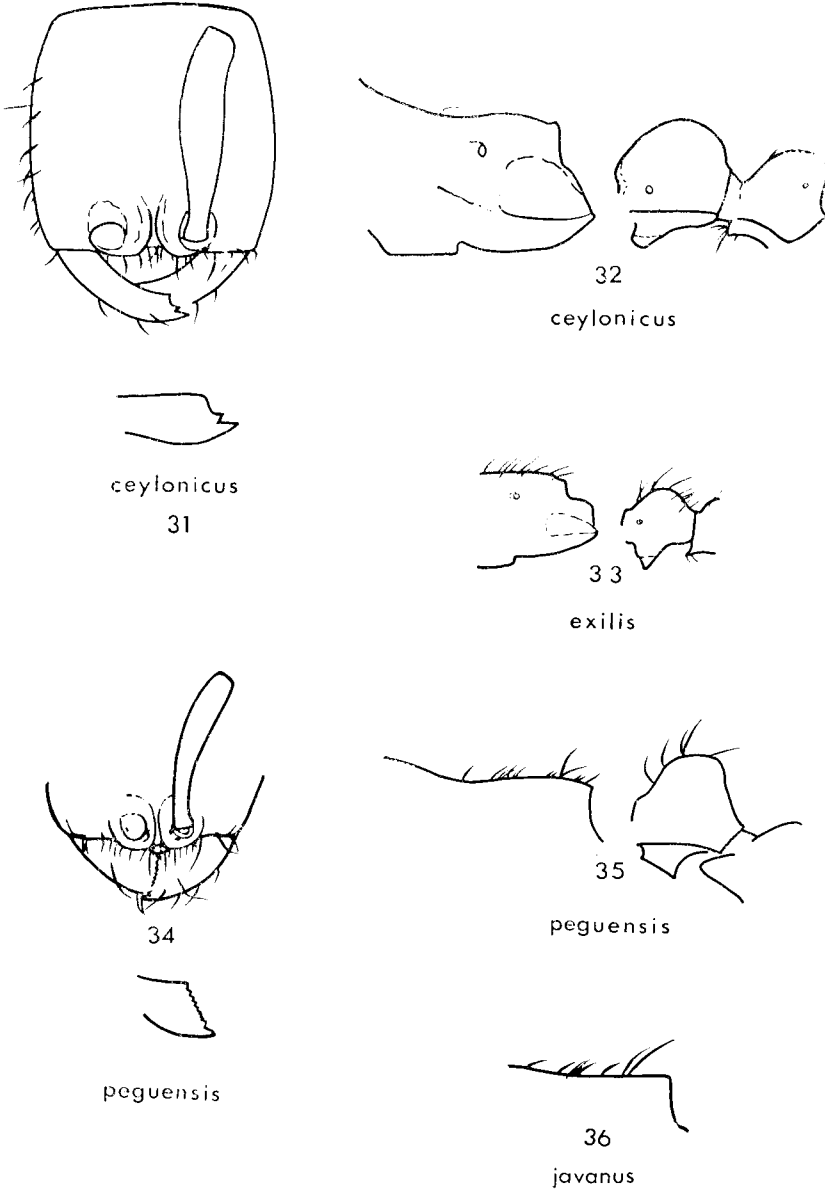 32
ceylonicus
ceylonicus
31
33
exilis
34
peguensis
35
peguensis
36
javanus